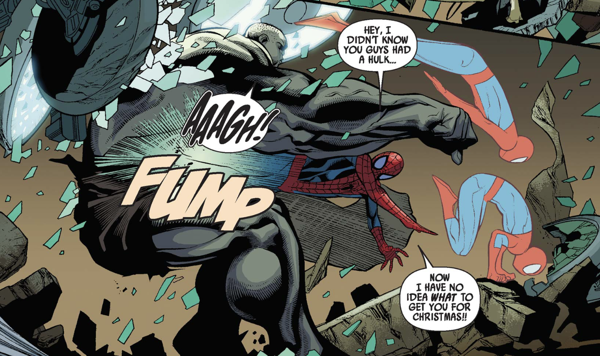 HEY, I
DIDN'T KNOW
YOU GUYS HAD
A HULK...
AAAGH!
FUMP
NOW
I HAVE NO
IDEA WHAT TO
GET YOU FOR
CHRISTMAS!!